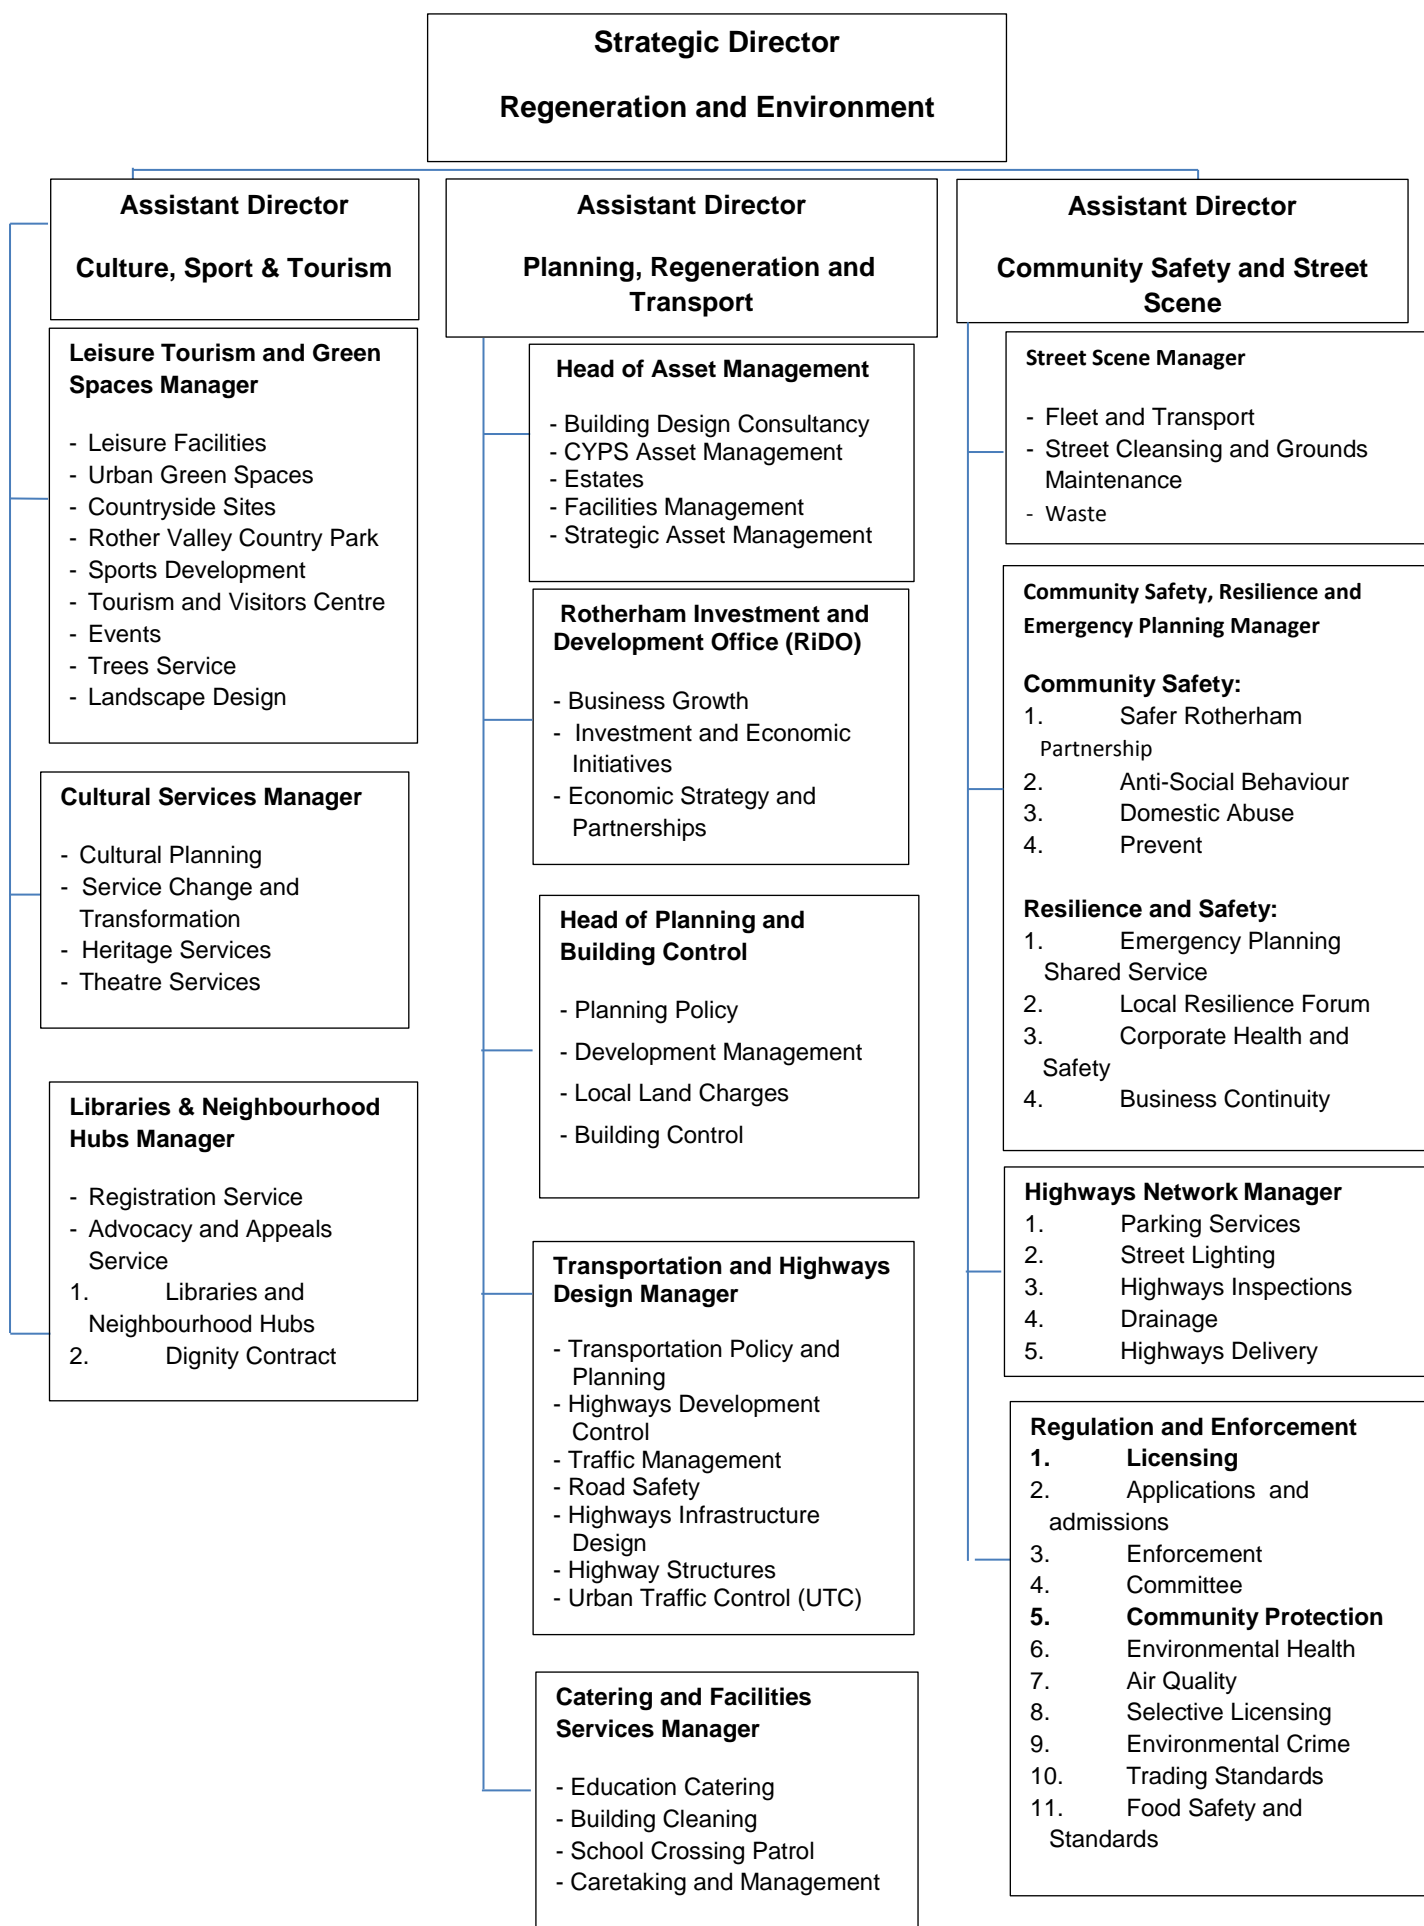 Strategic Director
Regeneration and Environment
Assistant Director
Culture, Sport & Tourism
Leisure Tourism and Green
Spaces Manager
- Leisure Facilities
- Urban Green Spaces
- Countryside Sites
- Rother Valley Country Park
- Sports Development
- Tourism and Visitors Centre
- Events
- Trees Service
- Landscape Design
Cultural Services Manager
- Cultural Planning
- Service Change and
Transformation
- Heritage Services
- Theatre Services
Libraries & Neighbourhood
Hubs Manager
- Registration Service
- Advocacy and Appeals
Service
1. Libraries and
Neighbourhood Hubs
2. Dignity Contract
Assistant Director
Planning, Regeneration and
Transport
Head of Asset Management
- Building Design Consultancy
- CYPS Asset Management
- Estates
- Facilities Management
- Strategic Asset Management
Rotherham Investment and
Development Office (RiDO)
- Business Growth
- Investment and Economic
Initiatives
- Economic Strategy and
Partnerships
Head of Planning and
Building Control
- Planning Policy
- Development Management
- Local Land Charges
- Building Control
Transportation and Highways
Design Manager
- Transportation Policy and
Planning
- Highways Development
Control
- Traffic Management
- Road Safety
- Highways Infrastructure
Design
- Highway Structures
- Urban Traffic Control (UTC)
Catering and Facilities
Services Manager
- Education Catering
- Building Cleaning
- School Crossing Patrol
- Caretaking and Management
Assistant Director
Community Safety and Street
Scene
Street Scene Manager
- Fleet and Transport
- Street Cleansing and Grounds
Maintenance
- Waste
Community Safety, Resilience and
Emergency Planning Manager
Community Safety:
1. Safer Rotherham
Partnership
2. Anti-Social Behaviour
3. Domestic Abuse
4. Prevent
Resilience and Safety:
1. Emergency Planning
Shared Service
2. Local Resilience Forum
3. Corporate Health and
Safety
4. Business Continuity
Highways Network Manager
1. Parking Services
2. Street Lighting
3. Highways Inspections
4. Drainage
5. Highways Delivery
Regulation and Enforcement
1. Licensing
2. Applications and
admissions
3. Enforcement
4. Committee
5. Community Protection
6. Environmental Health
7. Air Quality
8. Selective Licensing
9. Environmental Crime
10. Trading Standards
11. Food Safety and
Standards